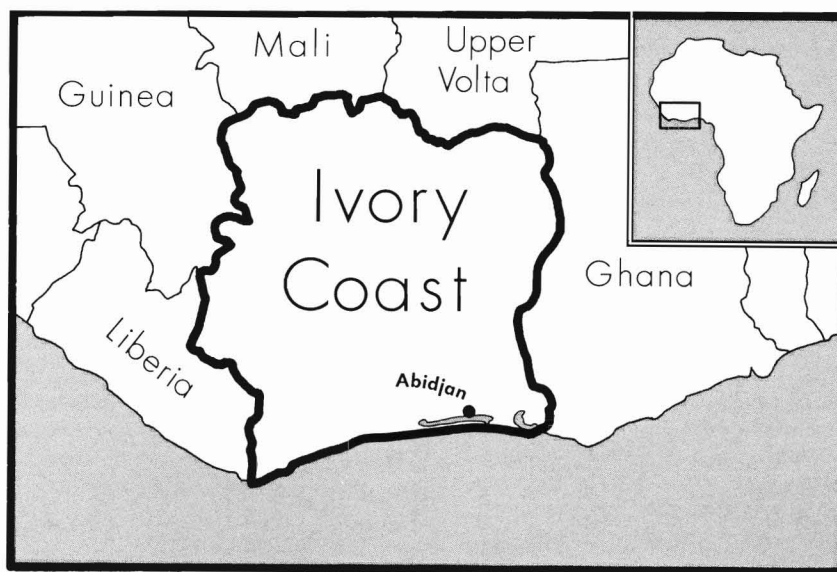 Mali
Upper
Volta
Guinea
Ivory
Coast
Ghana
Liberia
Abidjan